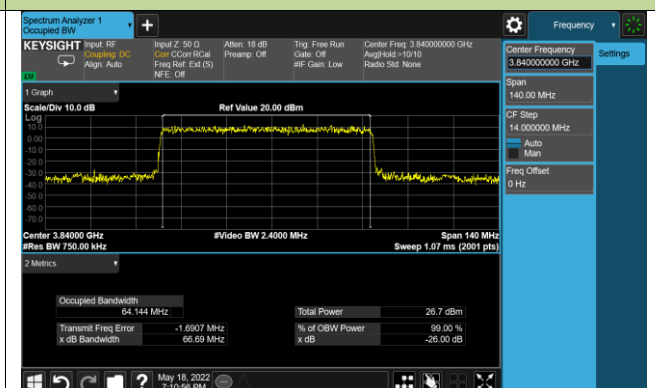 Spectrum Analyzer 1
Occupied BW
+
Frequency
KEYSIGHT
Input: RF
Coupling: DC
Align: Auto
Input Z: 50 Ω
Corr CCorr RCal
Freq Ref: Ext (S)
NFE: Off
Atten: 18 dB
Preamp: Off
Trig: Free Run
Gate: Off
#IF Gain: Low
Center Freq: 3.840000000 GHz
Avg|Hold:>10/10
Radio Std: None
Center Frequency
3.840000000 GHz
Settings
Span
140.00 MHz
CF Step
14.000000 MHz
Auto
Man
Freq Offset
0 Hz
1 Graph
Scale/Div 10.0 dB
Ref Value 20.00 dBm
Log
10.0
0.00
-10.0
-20.0
-30.0
-40.0
-50.0
-60.0
-70.0
Center 3.84000 GHz
#Video BW 2.4000 MHz
Span 140 MHz
#Res BW 750.00 kHz
Sweep 1.07 ms (2001 pts)
2 Metrics
Occupied Bandwidth
64.144 MHz
Total Power 26.7 dBm
Transmit Freq Error -1.6907 MHz
% of OBW Power 99.00 %
x dB Bandwidth 66.69 MHz
x dB -26.00 dB
?
May 18, 2022
7:10:56 PM